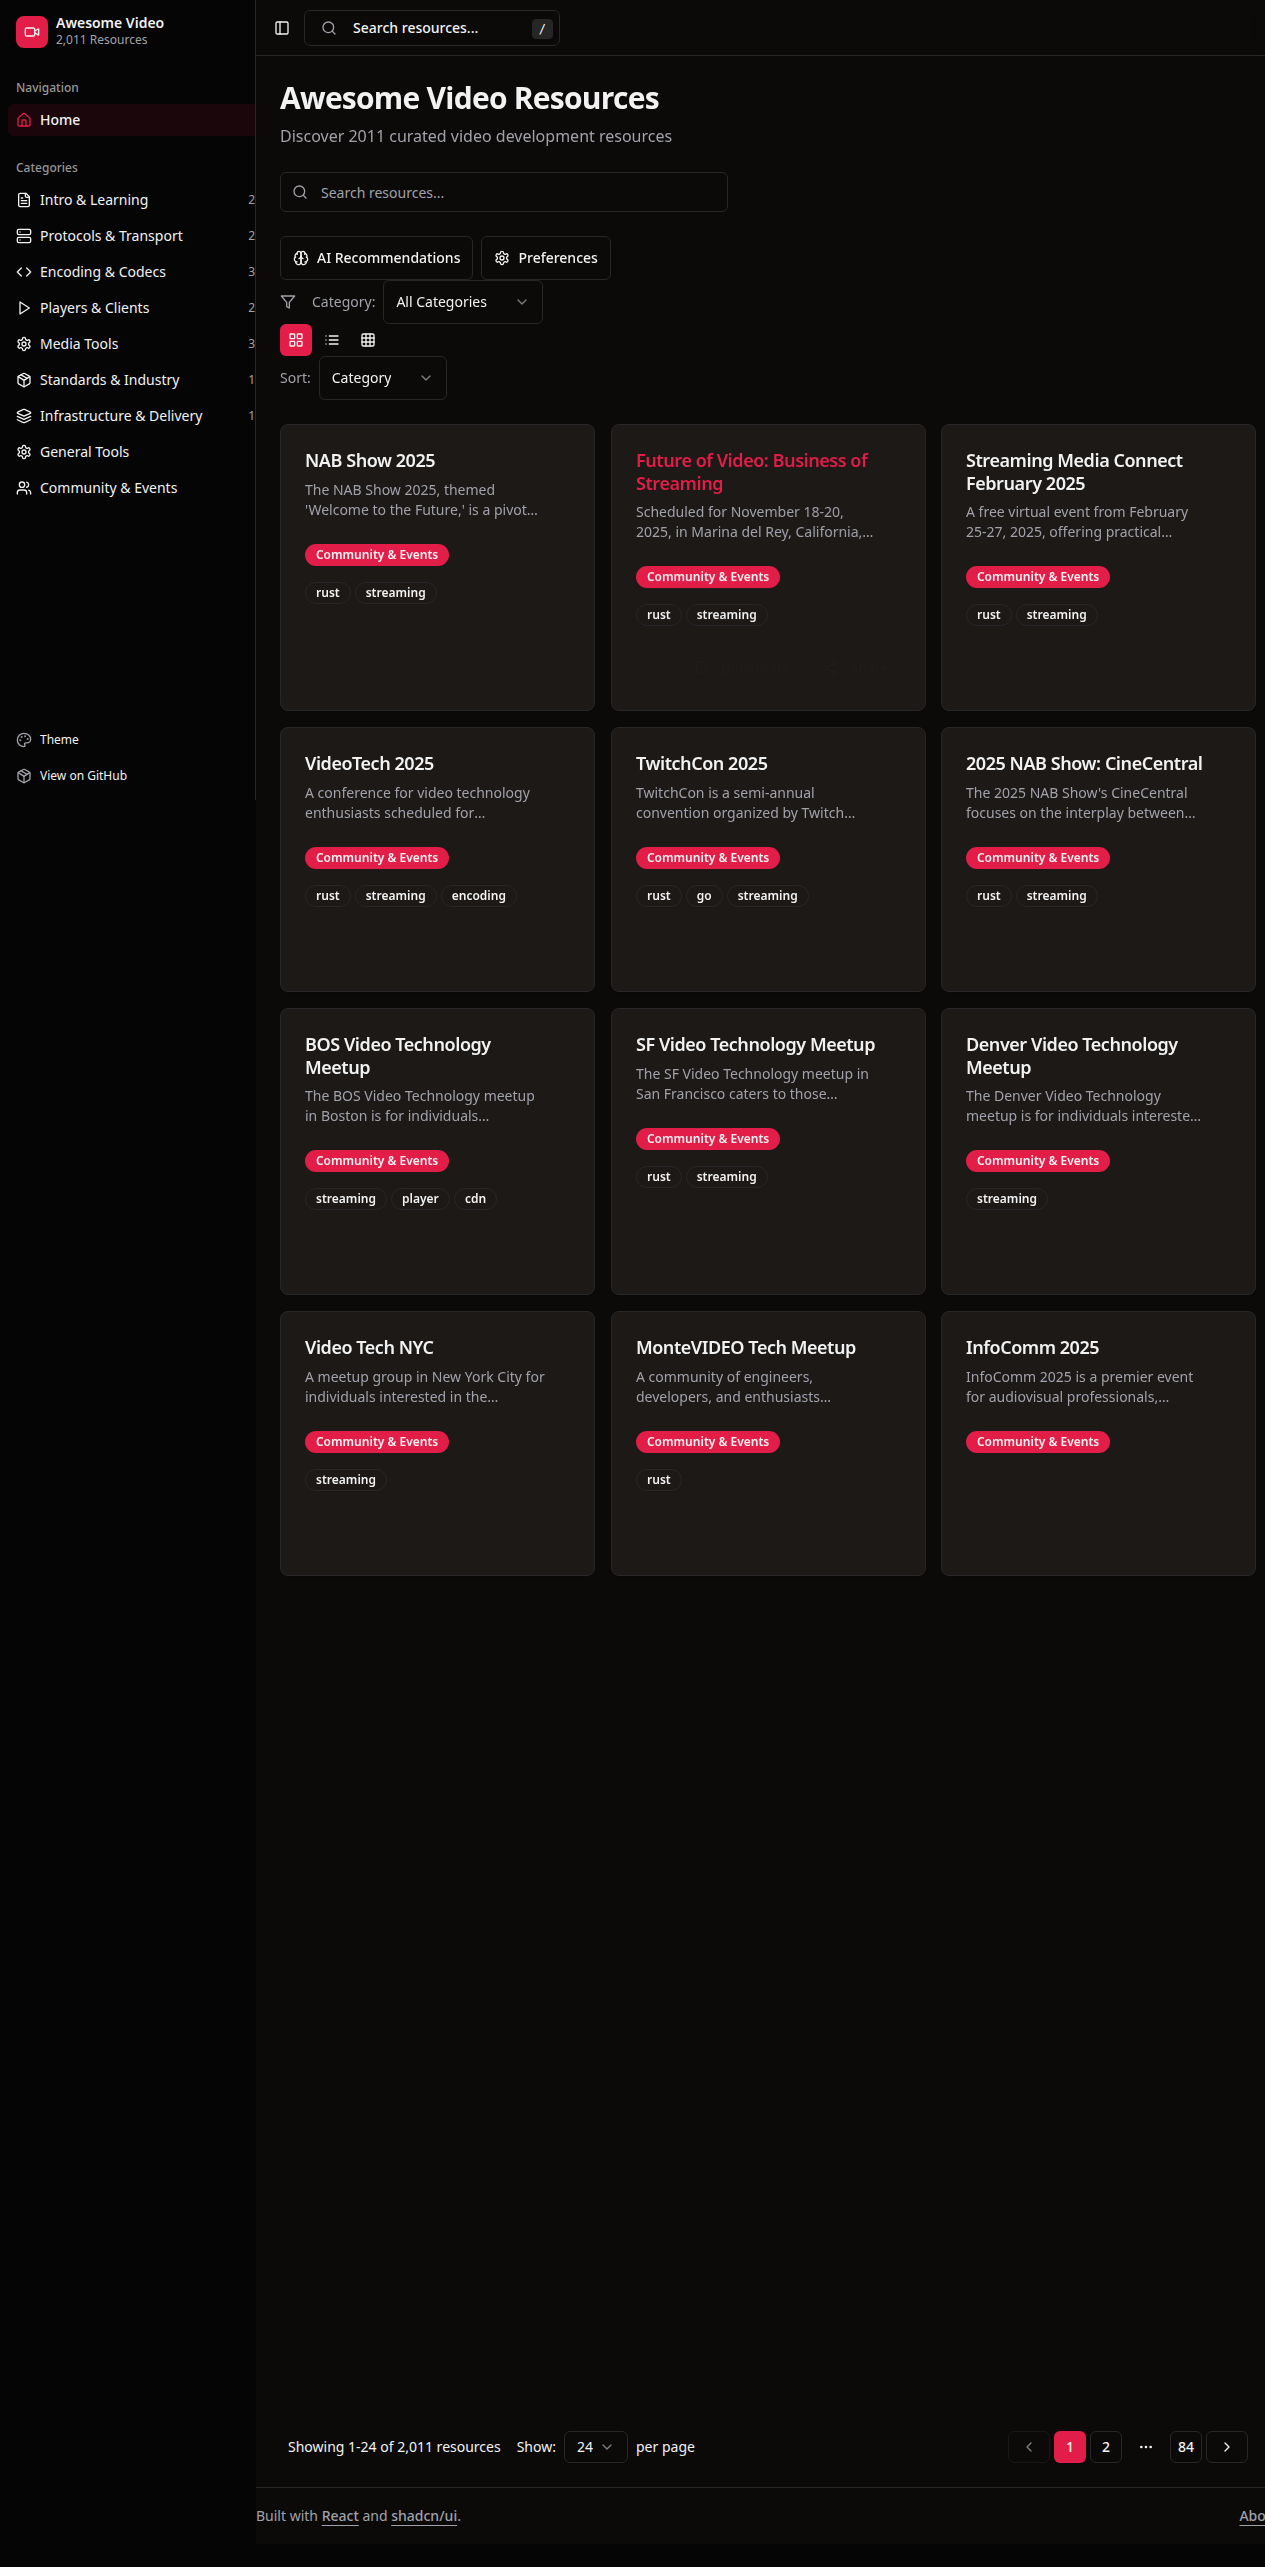 Awesome Video
2,011 Resources
Navigation
Home
Categories
Intro & Learning 2
Protocols & Transport 2
Encoding & Codecs 3
Players & Clients 2
Media Tools 3
Standards & Industry 1
Infrastructure & Delivery 1
General Tools
Community & Events
Theme
View on GitHub
Search resources... /
Awesome Video Resources
Discover 2011 curated video development resources
Search resources...
AI Recommendations Preferences
Category: All Categories
Sort: Category
NAB Show 2025
The NAB Show 2025, themed
'Welcome to the Future,' is a pivot...
Community & Events
rust streaming
Future of Video: Business of
Streaming
Scheduled for November 18-20,
2025, in Marina del Rey, California,...
Community & Events
rust streaming
Streaming Media Connect
February 2025
A free virtual event from February
25-27, 2025, offering practical...
Community & Events
rust streaming
VideoTech 2025
A conference for video technology
enthusiasts scheduled for...
Community & Events
rust streaming encoding
TwitchCon 2025
TwitchCon is a semi-annual
convention organized by Twitch...
Community & Events
rust go streaming
2025 NAB Show: CineCentral
The 2025 NAB Show's CineCentral
focuses on the interplay between...
Community & Events
rust streaming
BOS Video Technology
Meetup
The BOS Video Technology meetup
in Boston is for individuals...
Community & Events
streaming player cdn
SF Video Technology Meetup
The SF Video Technology meetup in
San Francisco caters to those...
Community & Events
rust streaming
Denver Video Technology
Meetup
The Denver Video Technology
meetup is for individuals intereste...
Community & Events
streaming
Video Tech NYC
A meetup group in New York City for
individuals interested in the...
Community & Events
streaming
MonteVIDEO Tech Meetup
A community of engineers,
developers, and enthusiasts...
Community & Events
rust
InfoComm 2025
InfoComm 2025 is a premier event
for audiovisual professionals,...
Community & Events
Showing 1-24 of 2,011 resources Show: 24 per page
1 2 ... 84
Built with React and shadcn/ui.
Abo